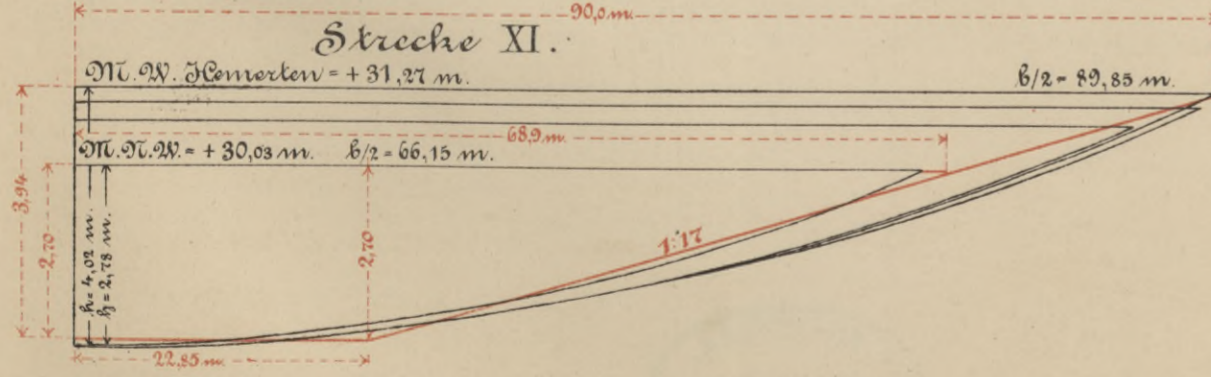 90,0 m.
Strecke XI.
M.W. Hemerten = + 31,27 m.
b/2 = 89,85 m.
68,9 m.
M.N.W. = + 30,03 m. b/2 = 66,15 m.
3,94
2,70
h = 4,02 m.
h = 2,78 m.
2,70
1:17
22,85 m.